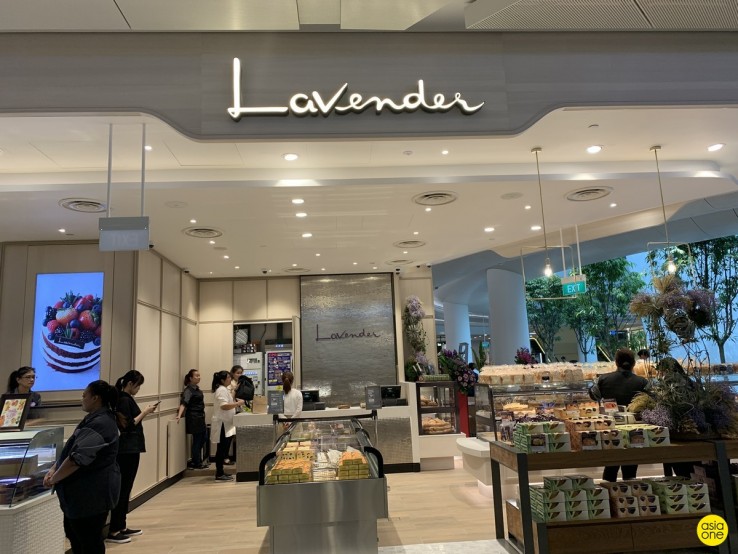 Lavender
EXIT
Lavender
asia
one